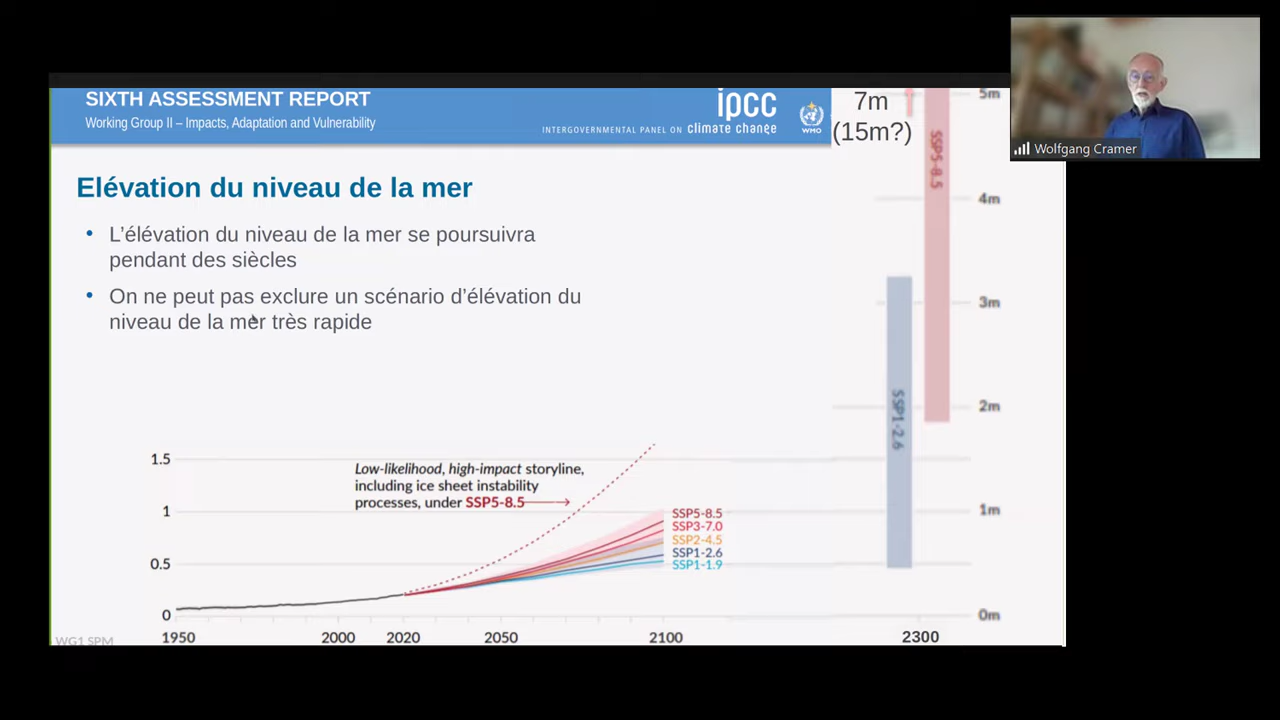 SIXTH ASSESSMENT REPORT
Working Group II – Impacts, Adaptation and Vulnerability
INTERGOVERNMENTAL PANEL ON
ipcc
climate change
WMO
7m
(15m?)
5m
Wolfgang Cramer
Elévation du niveau de la mer
• L’élévation du niveau de la mer se poursuivra
pendant des siècles
• On ne peut pas exclure un scénario d’élévation du
niveau de la mer très rapide
SSP5-8.5
4m
3m
SSP1-2.6
2m
1m
0m
1.5
1
0.5
0
Low-likelihood, high-impact storyline,
including ice sheet instability
processes, under SSP5-8.5
SSP5-8.5
SSP3-7.0
SSP2-4.5
SSP1-2.6
SSP1-1.9
WG1 SPM
1950 2000 2020 2050 2100 2300